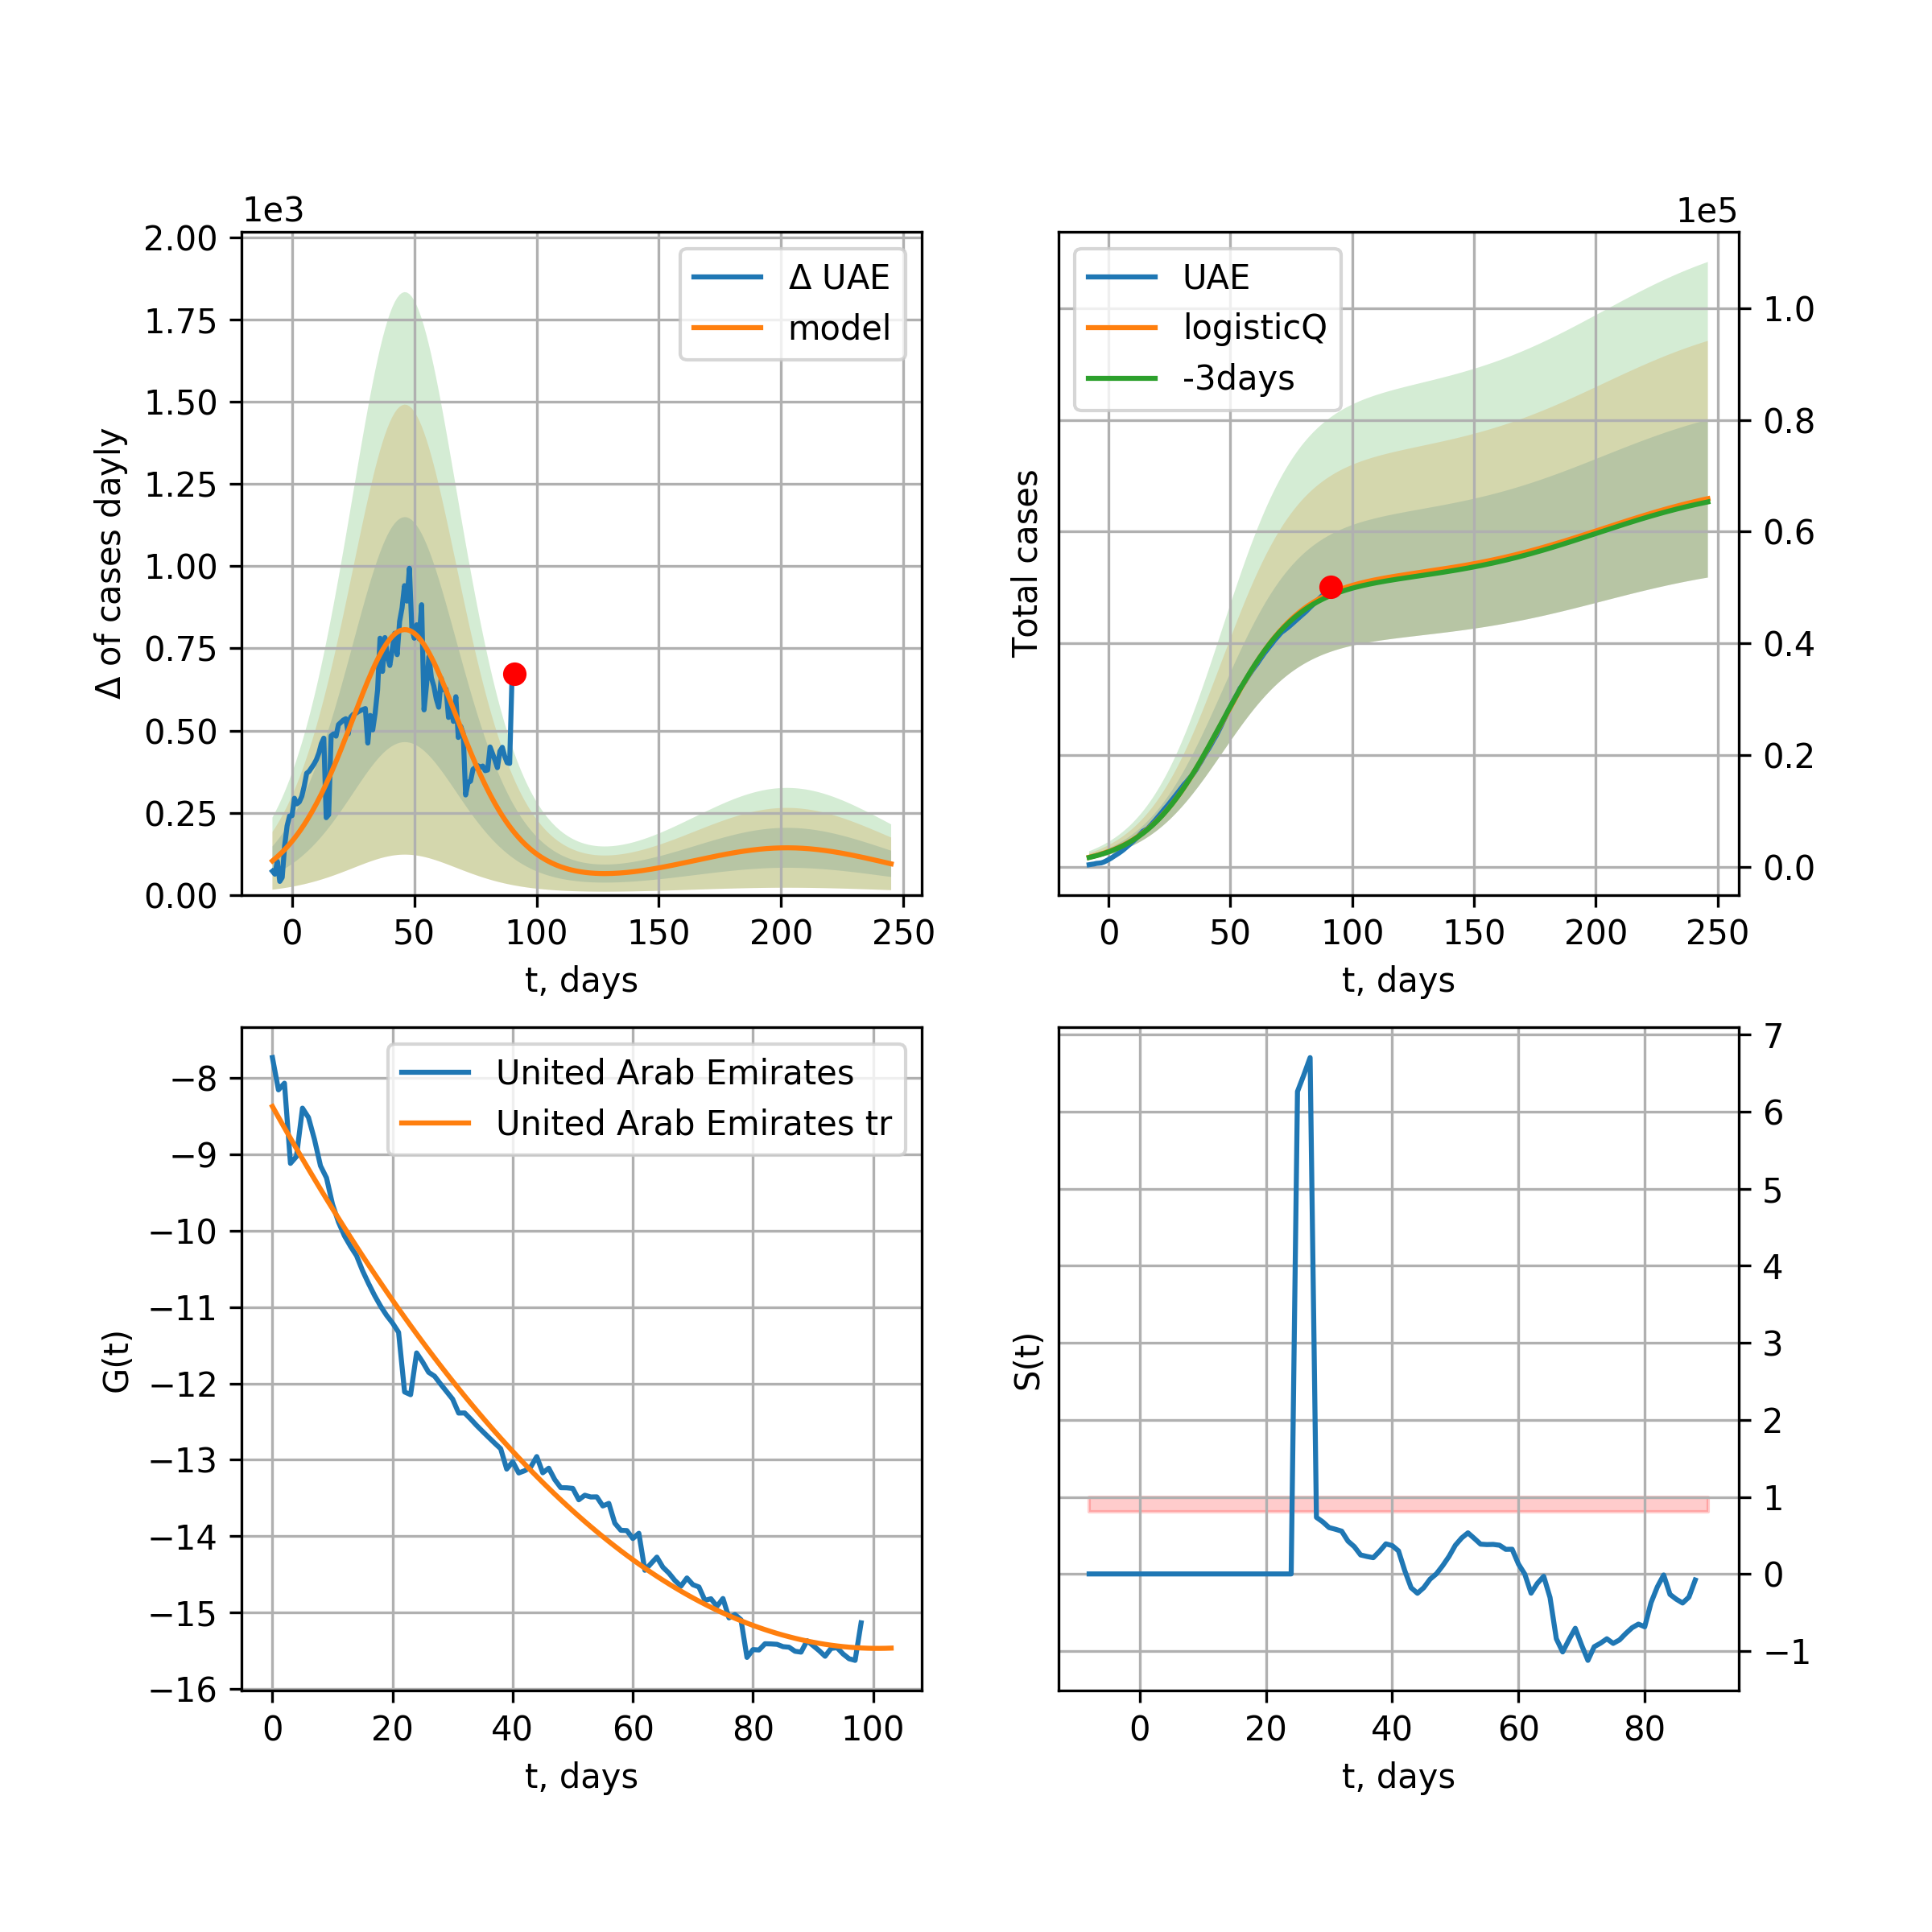 1e3
2.00
1.75
1.50
1.25
1.00
0.75
0.50
0.25
0.00
Δ of cases dayly
Δ UAE
model
0 50 100 150 200 250
t, days
1e5
Total cases
UAE
logisticQ
-3days
1.0
0.8
0.6
0.4
0.2
0.0
0 50 100 150 200 250
t, days
−8
−9
−10
−11
−12
−13
−14
−15
−16
G(t)
United Arab Emirates
United Arab Emirates tr
0 20 40 60 80 100
t, days
S(t)
7
6
5
4
3
2
1
0
−1
0 20 40 60 80
t, days